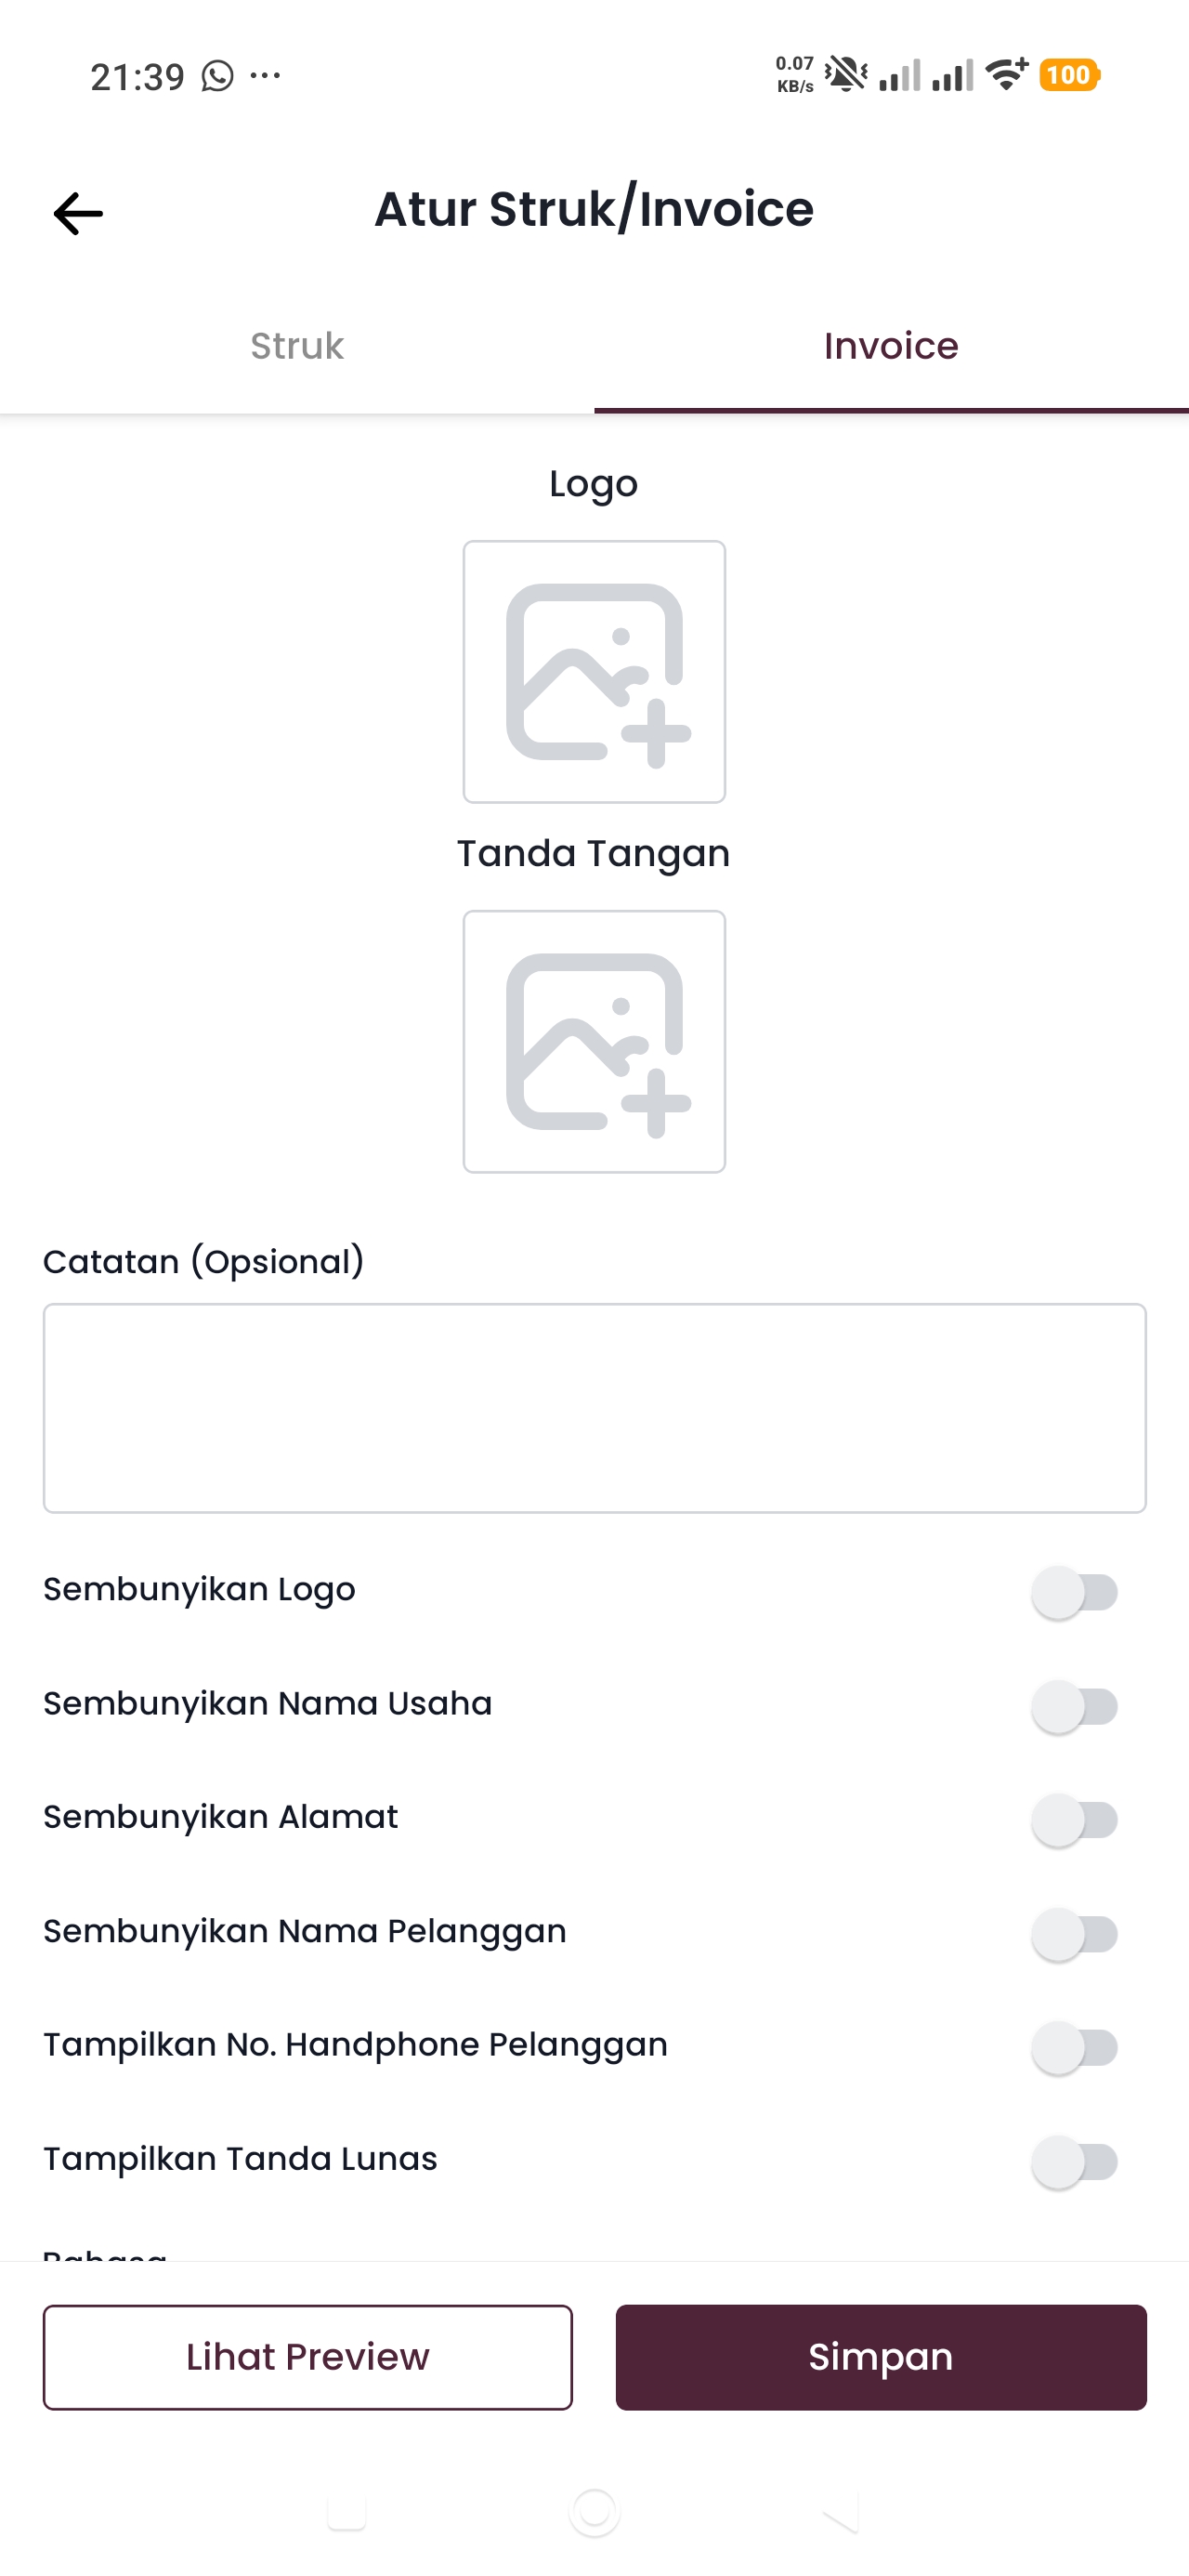 21:39
0.07
KB/s
100
Atur Struk/Invoice
Struk
Invoice
Logo
Tanda Tangan
Catatan (Opsional)
Sembunyikan Logo
Sembunyikan Nama Usaha
Sembunyikan Alamat
Sembunyikan Nama Pelanggan
Tampilkan No. Handphone Pelanggan
Tampilkan Tanda Lunas
Bahasa
Lihat Preview
Simpan